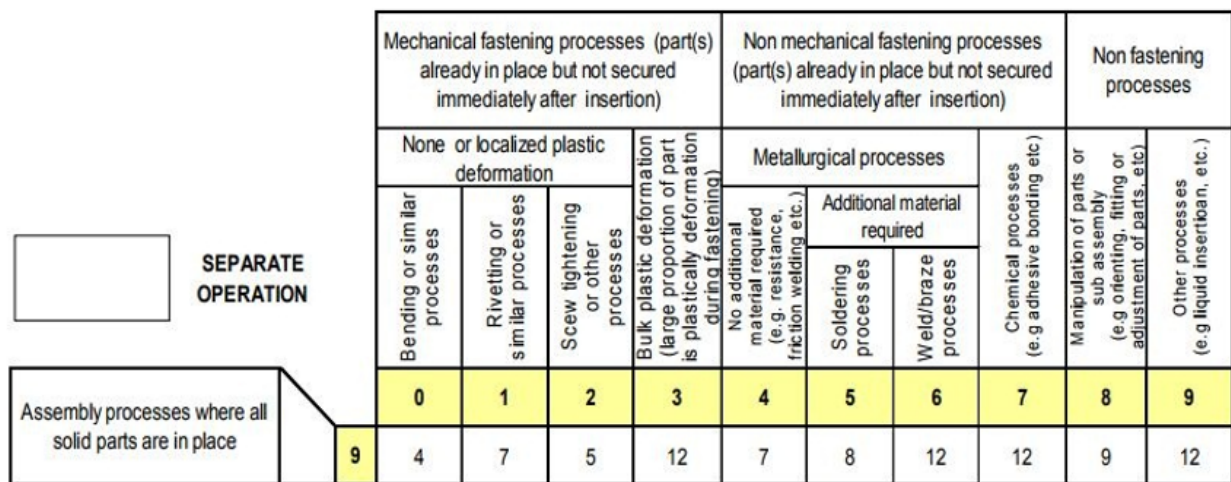 Mechanical fastening processes (part(s)
already in place but not secured
immediately after insertion)
Non mechanical fastening processes
(part(s) already in place but not secured
immediately after insertion)
Non fastening
processes
None or localized plastic
deformation
Bulk plastic deformation
(large proportion of part
is plastically deformation
during fastening)
Metallurgical processes
Additional material
required
Bending or similar
processes
Rivetting or
similar processes
Screw tightening
or other
processes
No additional
material required
(e.g. resistance,
friction welding etc.)
Soldering
processes
Weld/braze
processes
Chemical processes
(e.g adhesive bonding etc)
Manipulation of parts or
sub assembly
(e.g orienting, fitting or
adjustment of parts, etc)
Other processes
(e.g liquid insertioan, etc.)
SEPARATE
OPERATION
Assembly processes where all
solid parts are in place
0 1 2 3 4 5 6 7 8 9
9 4 7 5 12 7 8 12 12 9 12